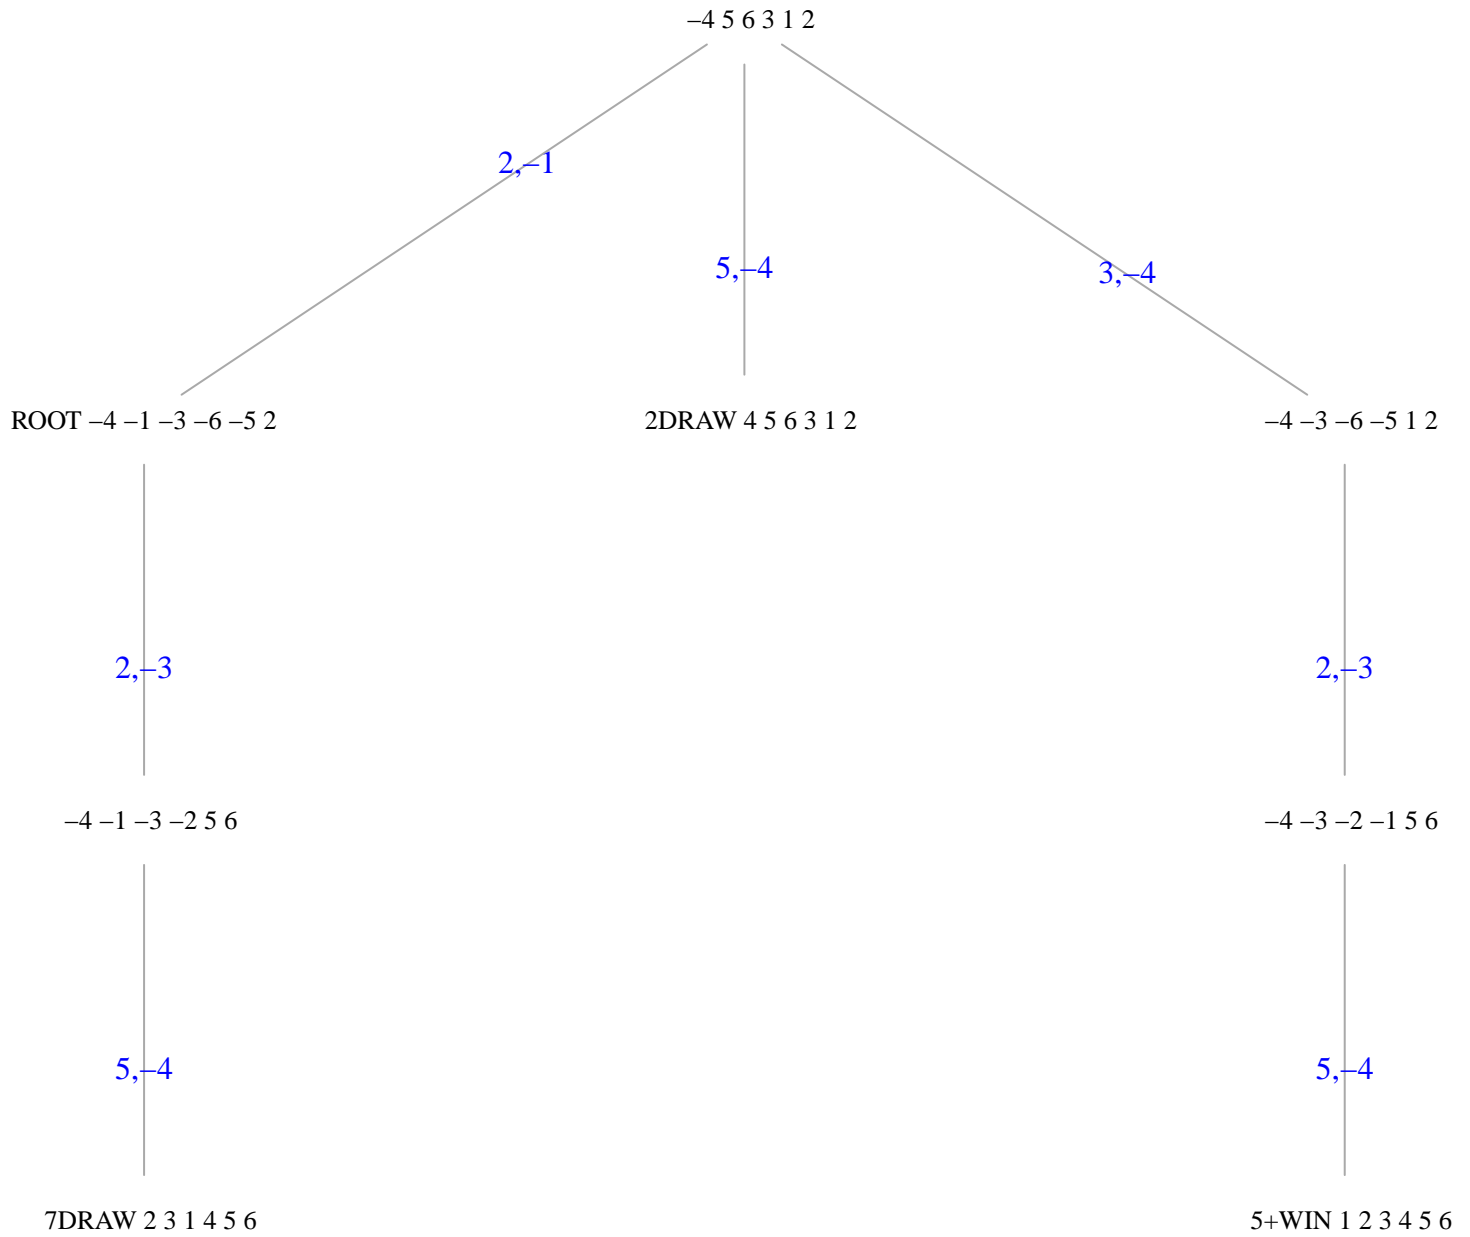 –4 5 6 3 1 2
2,–1
5,–4
3,–4
ROOT –4 –1 –3 –6 –5 2
2DRAW 4 5 6 3 1 2
–4 –3 –6 –5 1 2
2,–3
2,–3
–4 –1 –3 –2 5 6
–4 –3 –2 –1 5 6
5,–4
5,–4
7DRAW 2 3 1 4 5 6
5+WIN 1 2 3 4 5 6